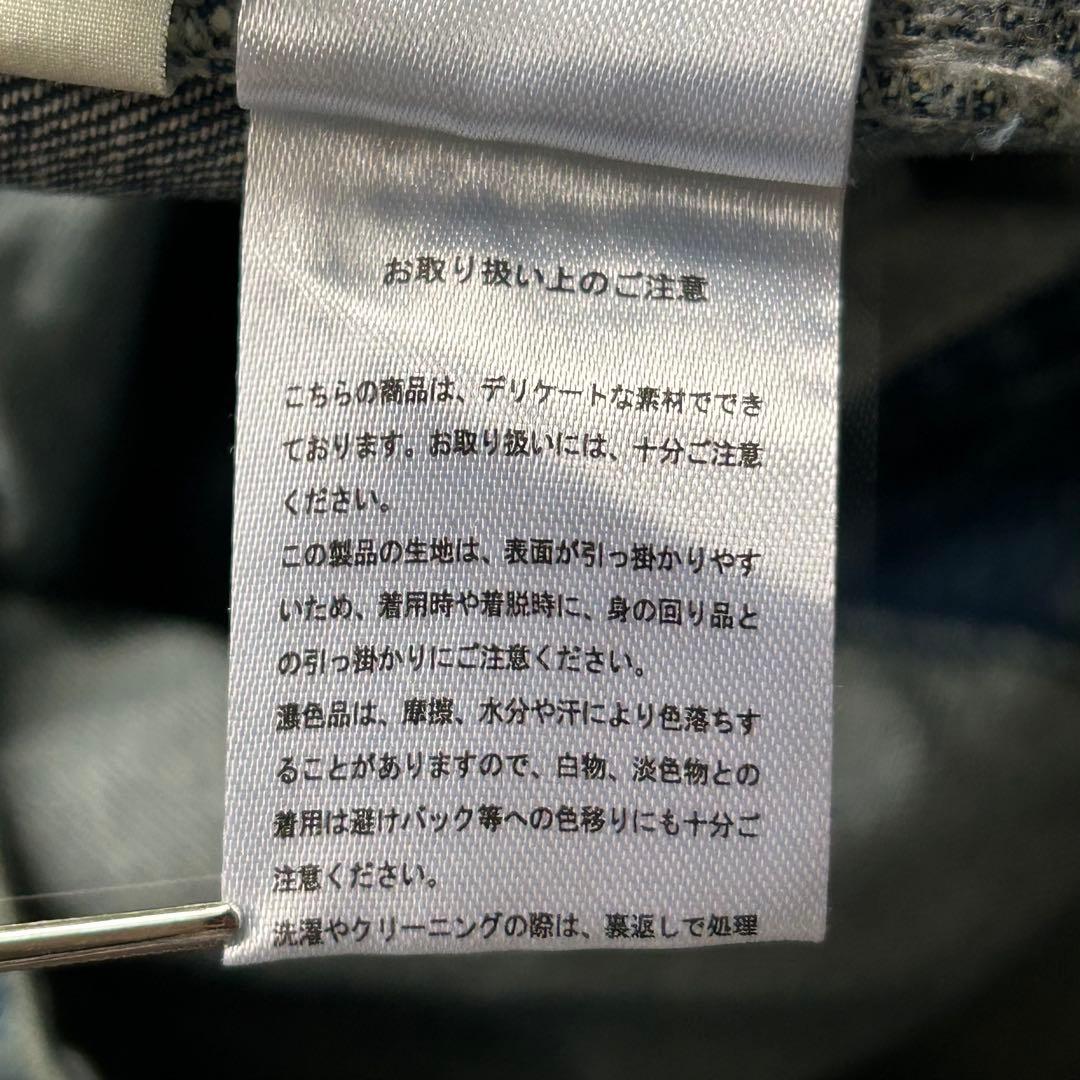 お取り扱い上のご注意
こちらの商品は、デリケートな素材ででき
ております。お取り扱いには、十分ご注意
ください。
この製品の生地は、表面が引っ掛かりやす
いため、着用時や着脱時に、身の回り品と
の引っ掛かりにご注意ください。
濃色品は、摩擦、水分や汗により色落ちす
ることがありますので、白物、淡色物との
着用は避けバック等への色移りにも十分ご
注意ください。
洗濯やクリーニングの際は、裏返しで処理